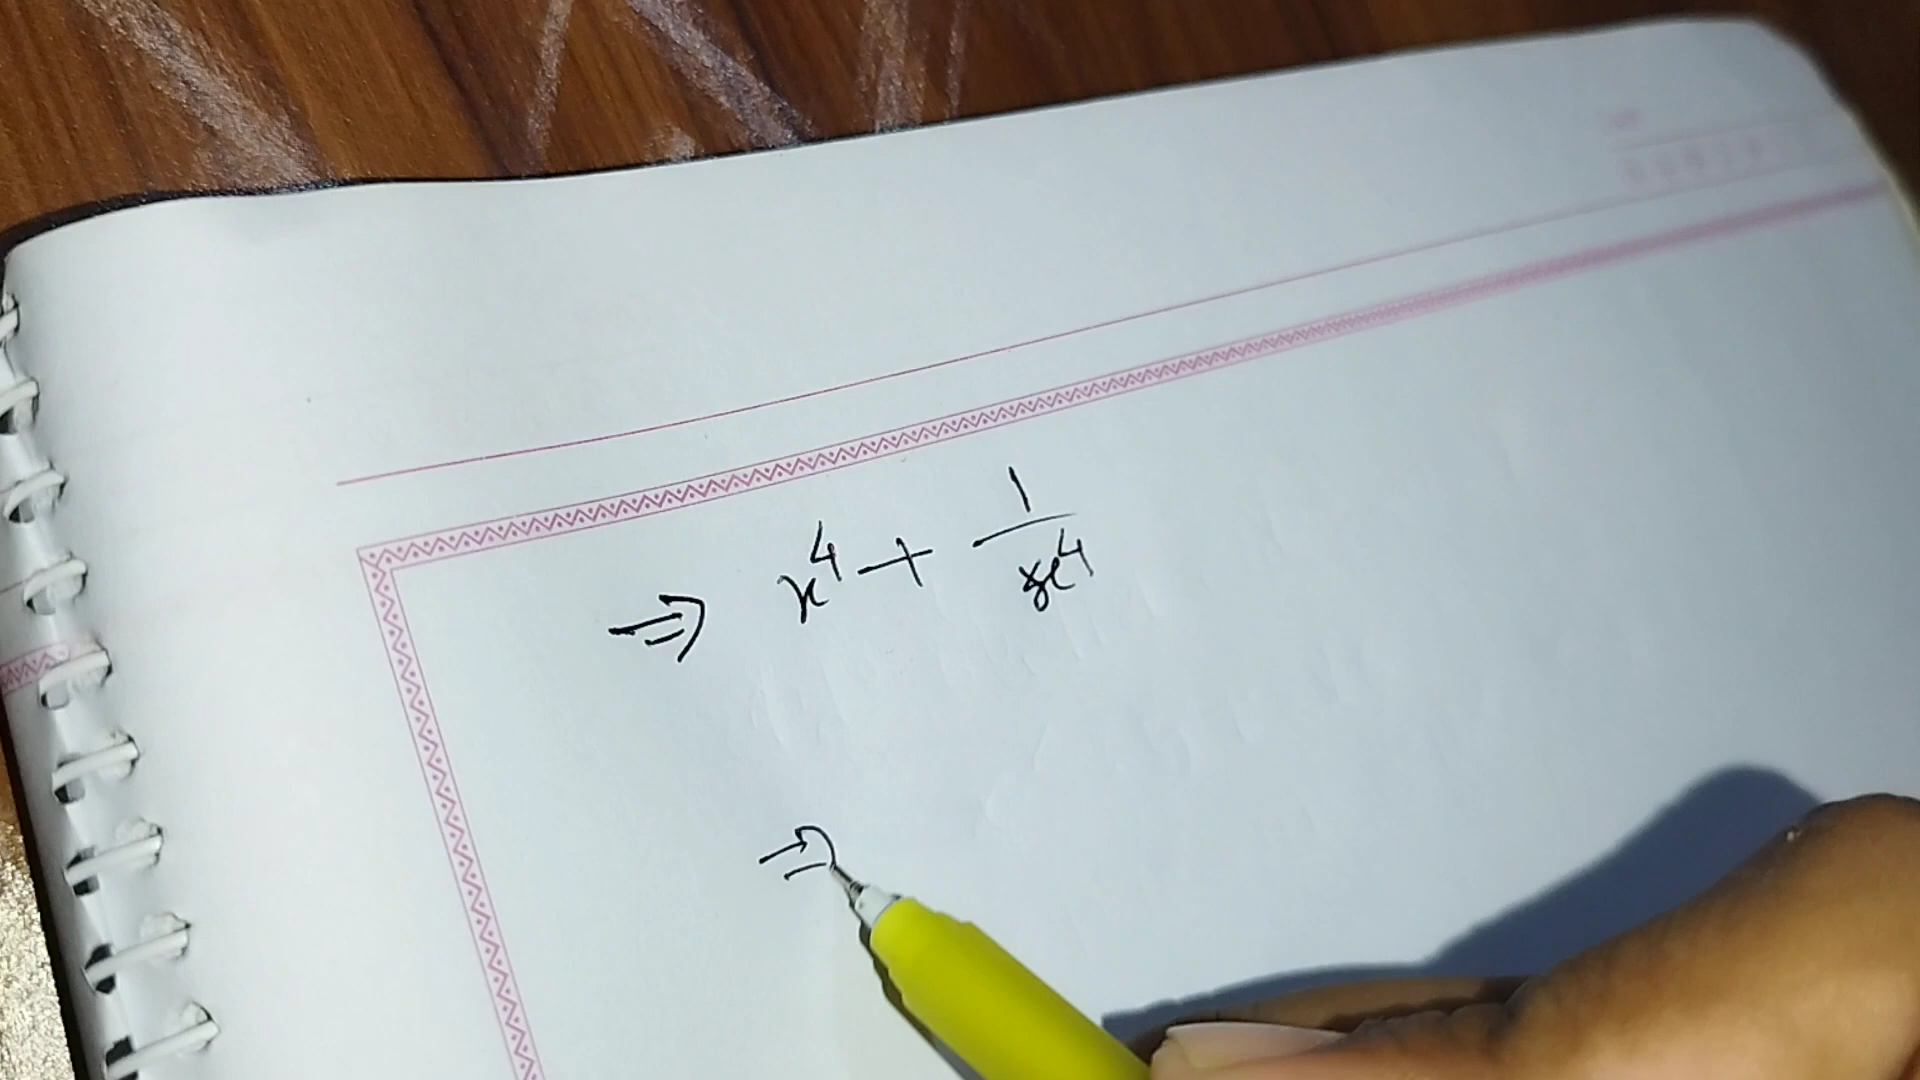 ⇒ x⁴ + 1/x⁴
⇒